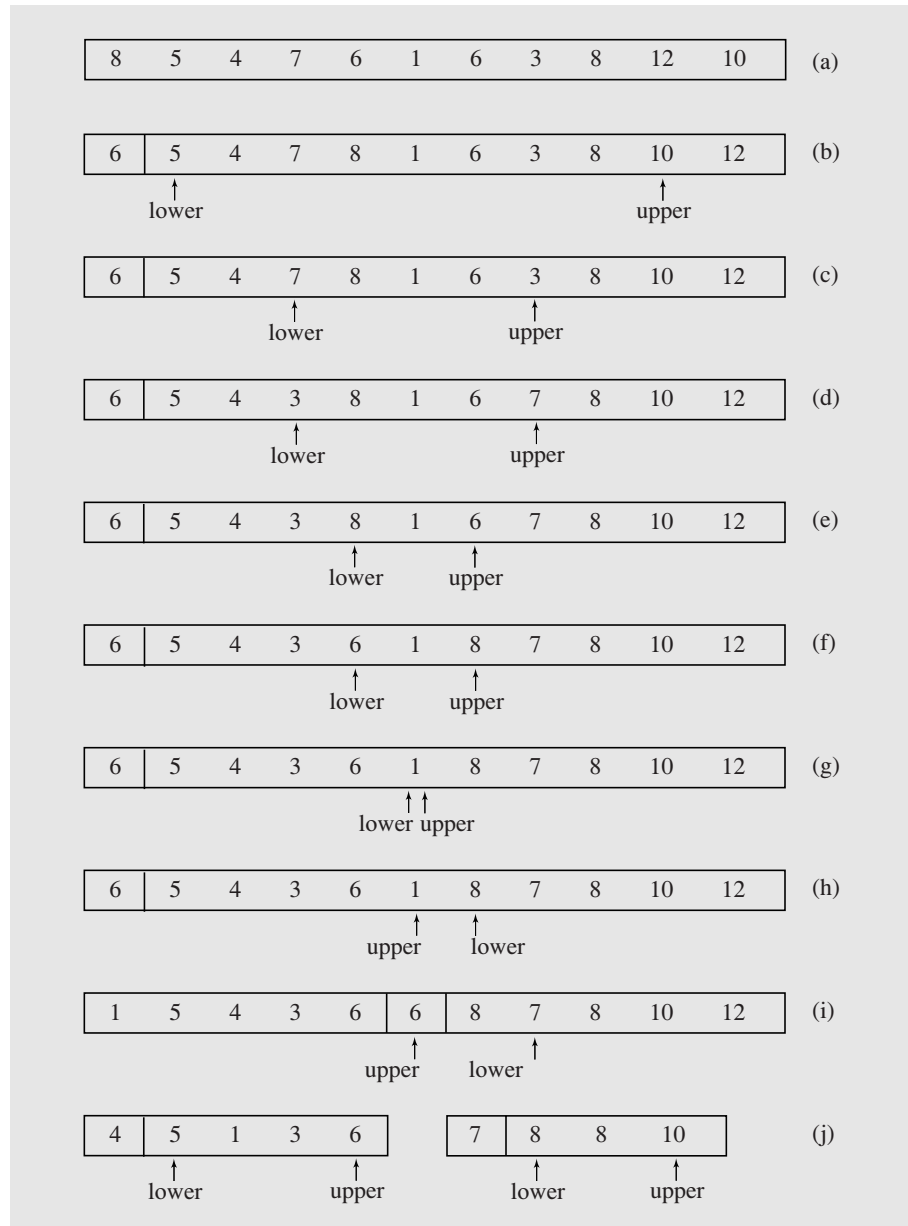 8 5 4 7 6 1 6 3 8 12 10 (a)
6 5 4 7 8 1 6 3 8 10 12 (b)
lower upper
6 5 4 7 8 1 6 3 8 10 12 (c)
lower upper
6 5 4 3 8 1 6 7 8 10 12 (d)
lower upper
6 5 4 3 8 1 6 7 8 10 12 (e)
lower upper
6 5 4 3 6 1 8 7 8 10 12 (f)
lower upper
6 5 4 3 6 1 8 7 8 10 12 (g)
lower upper
6 5 4 3 6 1 8 7 8 10 12 (h)
upper lower
1 5 4 3 6 6 8 7 8 10 12 (i)
upper lower
4 5 1 3 6 7 8 8 10 (j)
lower upper lower upper